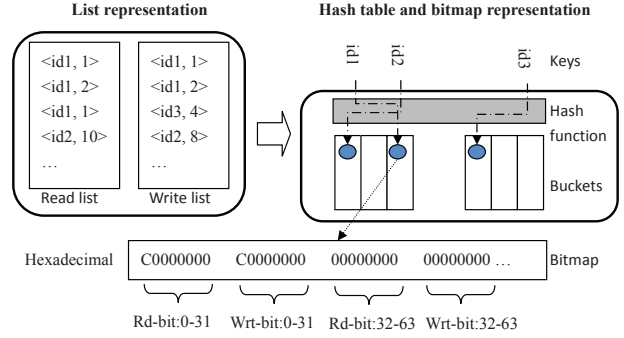 List representation
Hash table and bitmap representation
<id1, 1>
<id1, 2>
<id1, 1>
<id2, 10>
…
Read list
<id1, 1>
<id1, 2>
<id3, 4>
<id2, 8>
…
Write list
id1
id2
id3
Keys
Hash
function
Buckets
Hexadecimal
C0000000 C0000000 00000000 00000000 …
Bitmap
Rd-bit:0-31 Wrt-bit:0-31 Rd-bit:32-63 Wrt-bit:32-63